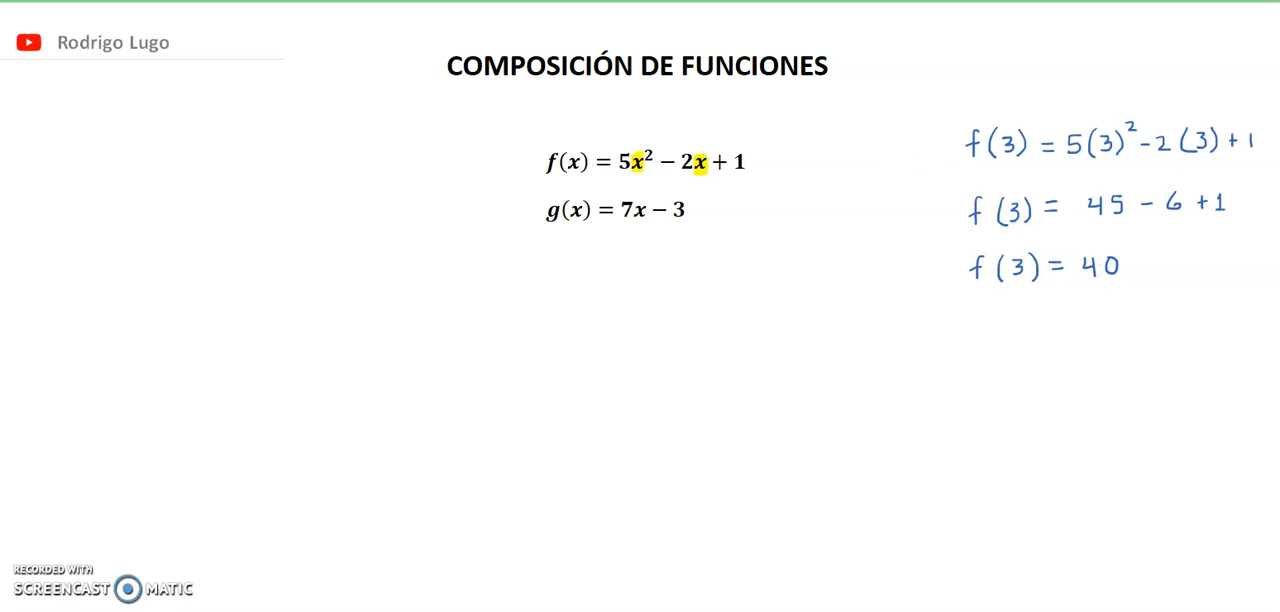 Rodrigo Lugo
COMPOSICIÓN DE FUNCIONES
f(x) = 5x² − 2x + 1
g(x) = 7x − 3
f(3) = 5(3)² - 2(3) + 1
f(3) = 45 - 6 + 1
f(3) = 40
RECORDED WITH
SCREENCAST MATIC